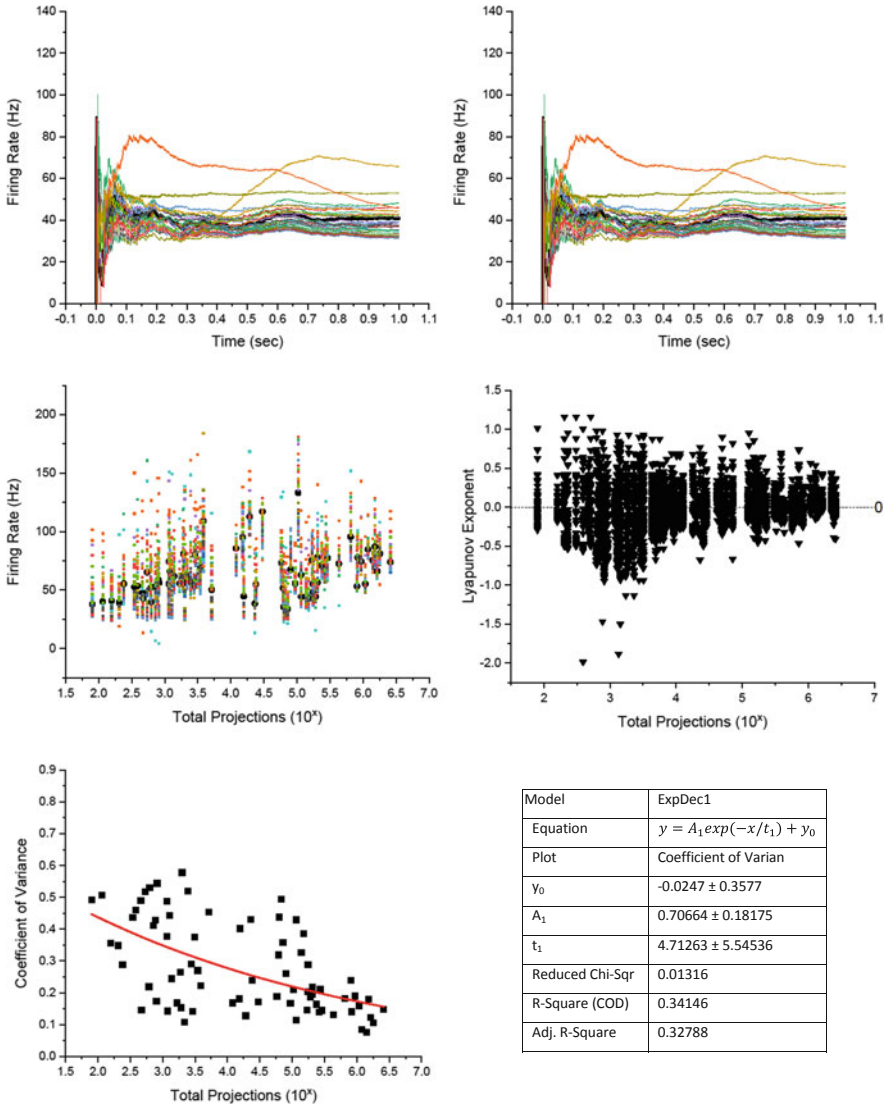 140
120
100
80
60
40
20
0
Firing Rate (Hz)
-0.1 0.0 0.1 0.2 0.3 0.4 0.5 0.6 0.7 0.8 0.9 1.0 1.1
Time (sec)
140
120
100
80
60
40
20
0
Firing Rate (Hz)
-0.1 0.0 0.1 0.2 0.3 0.4 0.5 0.6 0.7 0.8 0.9 1.0 1.1
Time (sec)
200
150
100
50
0
Firing Rate (Hz)
1.5 2.0 2.5 3.0 3.5 4.0 4.5 5.0 5.5 6.0 6.5 7.0
Total Projections (10ˣ)
1.5
1.0
0.5
0.0
-0.5
-1.0
-1.5
-2.0
Lyapunov Exponent
0
2 3 4 5 6 7
Total Projections (10ˣ)
0.9
0.8
0.7
0.6
0.5
0.4
0.3
0.2
0.1
0.0
Coefficient of Variance
1.5 2.0 2.5 3.0 3.5 4.0 4.5 5.0 5.5 6.0 6.5 7.0
Total Projections (10ˣ)
Model ExpDec1
Equation y = A₁exp(−x/t₁) + y₀
Plot Coefficient of Varian
y₀ -0.0247 ± 0.3577
A₁ 0.70664 ± 0.18175
t₁ 4.71263 ± 5.54536
Reduced Chi-Sqr 0.01316
R-Square (COD) 0.34146
Adj. R-Square 0.32788